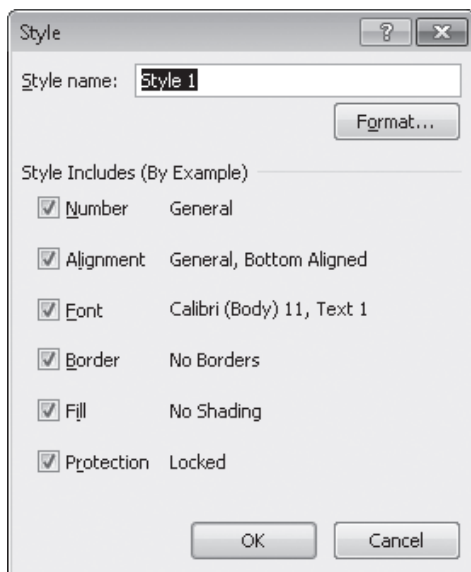 Style
Style name: Style 1
Format...
Style Includes (By Example)
Number General
Alignment General, Bottom Aligned
Font Calibri (Body) 11, Text 1
Border No Borders
Fill No Shading
Protection Locked
OK Cancel